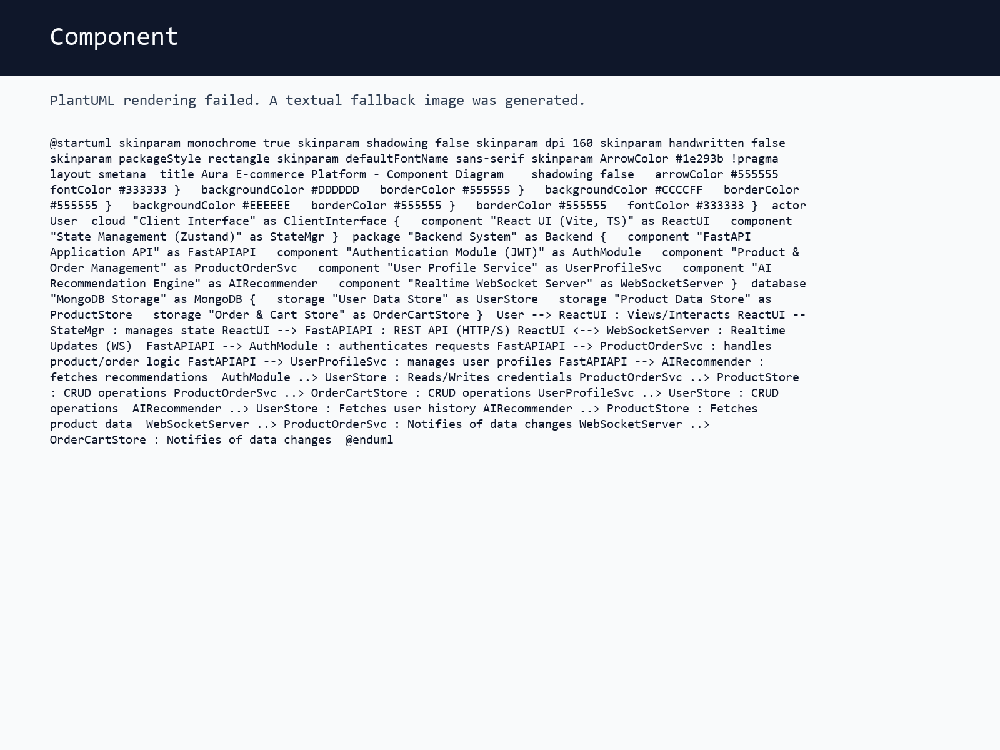 Component
PlantUML rendering failed. A textual fallback image was generated.
@startuml skinparam monochrome true skinparam shadowing false skinparam dpi 160 skinparam handwritten false
skinparam packageStyle rectangle skinparam defaultFontName sans-serif skinparam ArrowColor #1e293b !pragma
layout smetana  title Aura E-commerce Platform - Component Diagram    shadowing false   arrowColor #555555
fontColor #333333 }   backgroundColor #DDDDDD   borderColor #555555 }   backgroundColor #CCCCFF   borderColor
#555555 }   backgroundColor #EEEEEE   borderColor #555555 }   borderColor #555555   fontColor #333333 }  actor
User  cloud "Client Interface" as ClientInterface {   component "React UI (Vite, TS)" as ReactUI   component
"State Management (Zustand)" as StateMgr }  package "Backend System" as Backend {   component "FastAPI
Application API" as FastAPIAPI   component "Authentication Module (JWT)" as AuthModule   component "Product &
Order Management" as ProductOrderSvc   component "User Profile Service" as UserProfileSvc   component "AI
Recommendation Engine" as AIRecommender   component "Realtime WebSocket Server" as WebSocketServer }  database
"MongoDB Storage" as MongoDB {   storage "User Data Store" as UserStore   storage "Product Data Store" as
ProductStore   storage "Order & Cart Store" as OrderCartStore }  User --> ReactUI : Views/Interacts ReactUI --
StateMgr : manages state ReactUI --> FastAPIAPI : REST API (HTTP/S) ReactUI <--> WebSocketServer : Realtime
Updates (WS)  FastAPIAPI --> AuthModule : authenticates requests FastAPIAPI --> ProductOrderSvc : handles
product/order logic FastAPIAPI --> UserProfileSvc : manages user profiles FastAPIAPI --> AIRecommender :
fetches recommendations  AuthModule ..> UserStore : Reads/Writes credentials ProductOrderSvc ..> ProductStore
: CRUD operations ProductOrderSvc ..> OrderCartStore : CRUD operations UserProfileSvc ..> UserStore : CRUD
operations  AIRecommender ..> UserStore : Fetches user history AIRecommender ..> ProductStore : Fetches
product data  WebSocketServer ..> ProductOrderSvc : Notifies of data changes WebSocketServer ..>
OrderCartStore : Notifies of data changes  @enduml